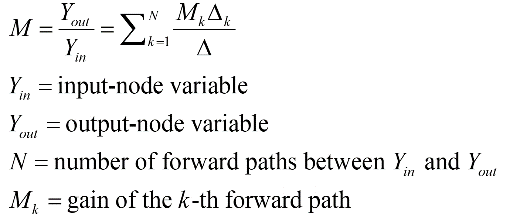 M = Y_out / Y_in = ∑_{k=1}^{N} M_k Δ_k / Δ
Y_in = input-node variable
Y_out = output-node variable
N = number of forward paths between Y_in and Y_out
M_k = gain of the k-th forward path